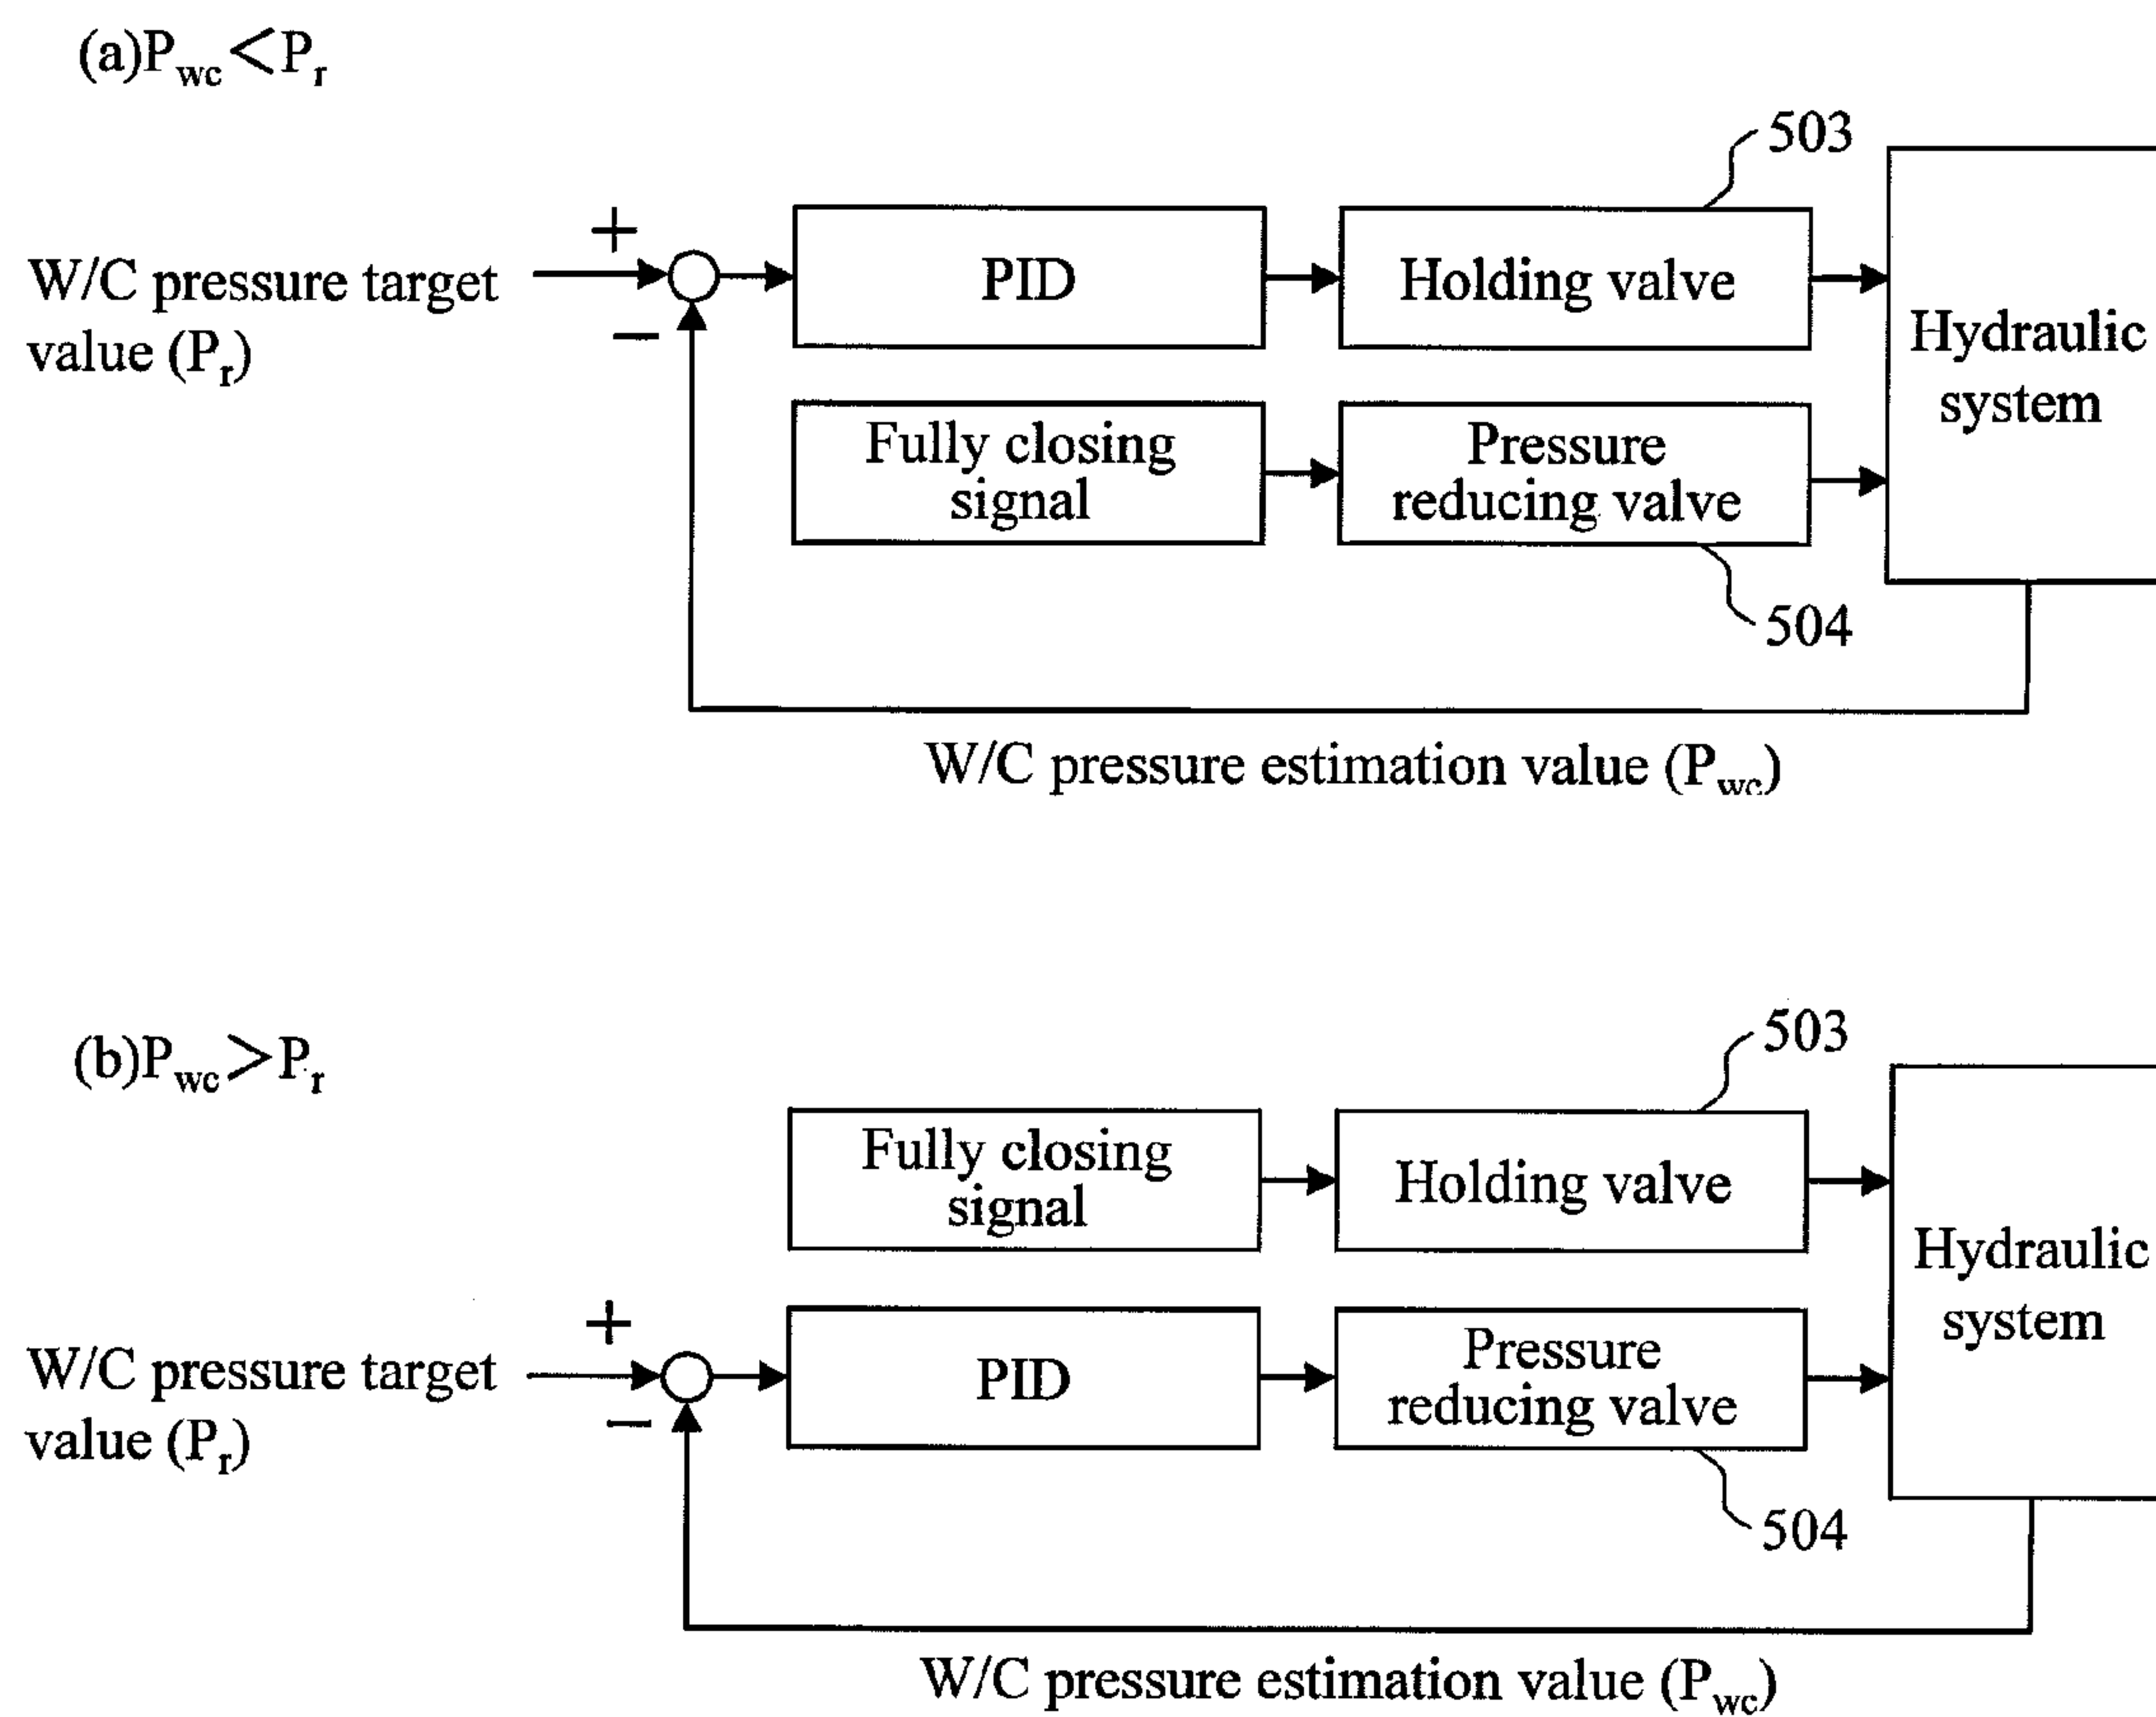 (a)Pwc<Pr
503
+
W/C pressure target
value (Pr)
−
PID
Holding valve
Hydraulic
system
Fully closing
signal
Pressure
reducing valve
504
W/C pressure estimation value (Pwc)
(b)Pwc>Pr
503
Fully closing
signal
Holding valve
Hydraulic
system
+
W/C pressure target
value (Pr)
−
PID
Pressure
reducing valve
504
W/C pressure estimation value (Pwc)